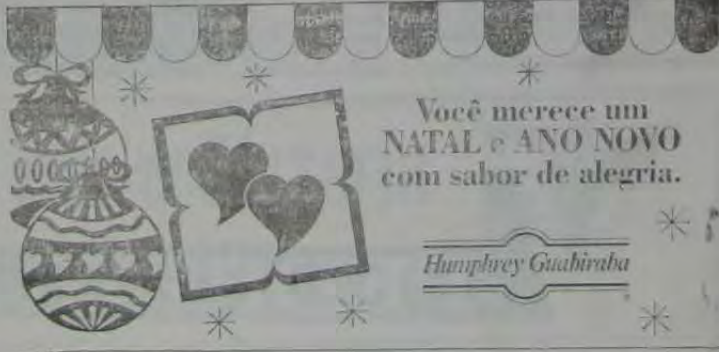 Você merece um
NATAL e ANO NOVO
com sabor de alegria.
Humphrey Guabiraba